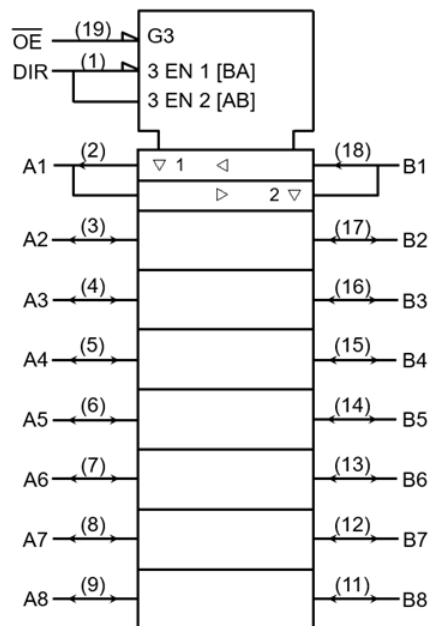 O̅E̅ (19) G3
DIR (1) 3 EN 1 [BA]
3 EN 2 [AB]
A1 (2) ▽ 1 ◁ (18) B1
▷ 2 ▽
A2 (3) (17) B2
A3 (4) (16) B3
A4 (5) (15) B4
A5 (6) (14) B5
A6 (7) (13) B6
A7 (8) (12) B7
A8 (9) (11) B8